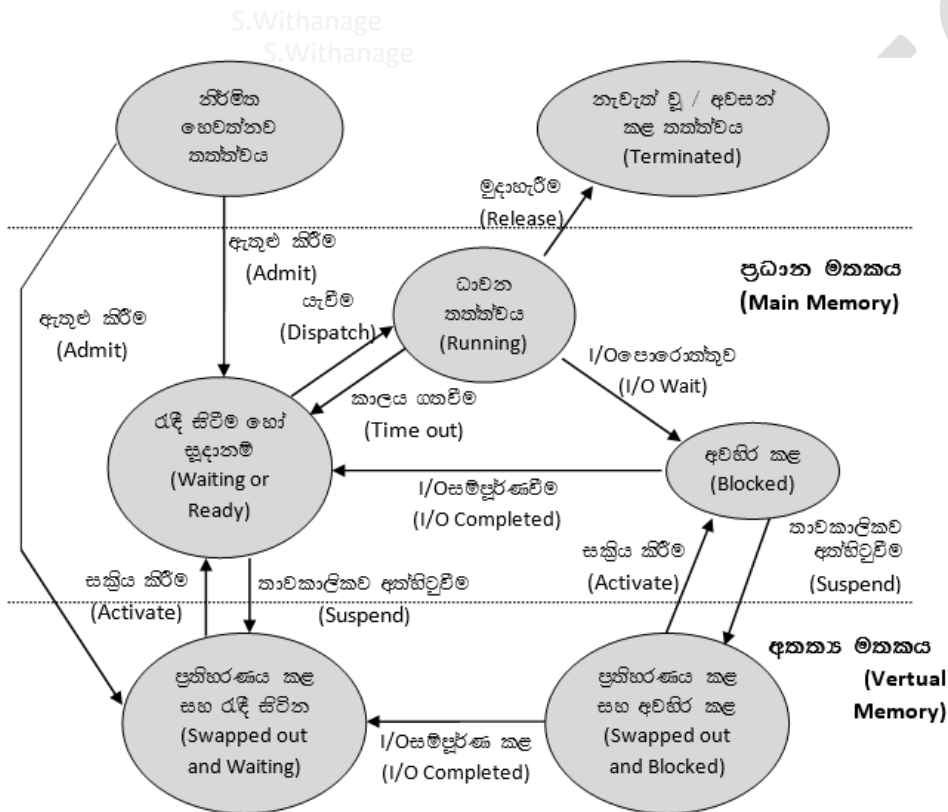 S.Withanage
S.Withanage
නිර්මිත
හෙවත්නව
තත්ත්වය
නැවැත් වූ / අවසන්
කළ තත්ත්වය
(Terminated)
මුදාහැරීම
(Release)
ඇතුළු කිරීම
(Admit)
ඇතුළු කිරීම
(Admit)
යැවීම
(Dispatch)
ධාවන
තත්ත්වය
(Running)
ප්‍රධාන මතකය
(Main Memory)
I/Oපොරොත්තුව
(I/O Wait)
කාලය ගතවීම
(Time out)
රැඳී සිටීම හෝ
සූදානම්
(Waiting or
Ready)
අවහිර කළ
(Blocked)
I/Oසම්පූර්ණවීම
(I/O Completed)
සක්‍රිය කිරීම
(Activate)
තාවකාලිකව අත්හිටුවීම
(Suspend)
සක්‍රිය කිරීම
(Activate)
තාවකාලිකව
අත්හිටුවීම
(Suspend)
ප්‍රතිහරණය කළ
සහ රැඳී සිටින
(Swapped out
and Waiting)
I/Oසම්පූර්ණ කළ
(I/O Completed)
ප්‍රතිහරණය කළ
සහ අවහිර කළ
(Swapped out
and Blocked)
අතත්‍ය මතකය
(Vertual
Memory)